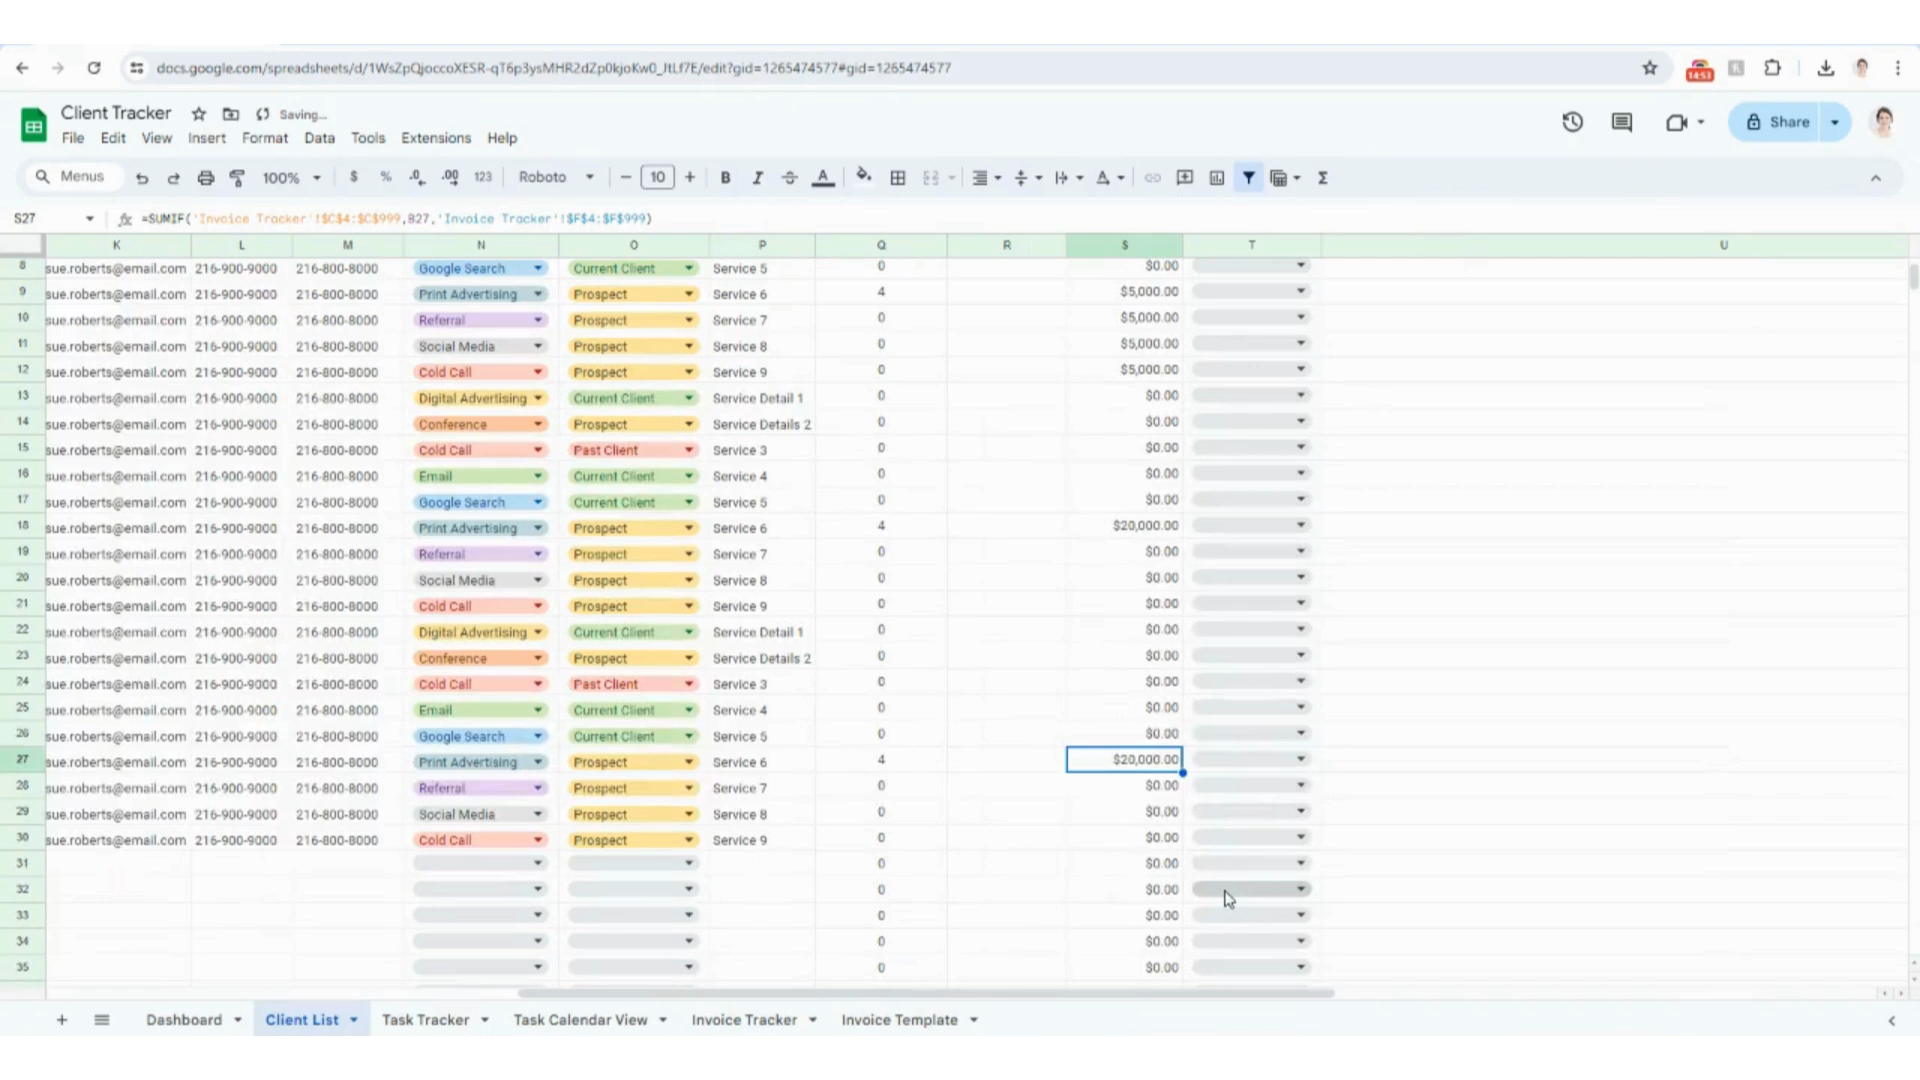 docs.google.com/spreadsheets/d/1WsZpQjoccoXESR-qT6p3ysMHR2dZp0kjoKw0_JtLf7E/edit?gid=1265474577#gid=1265474577
14:53
Client Tracker Saving...
File Edit View Insert Format Data Tools Extensions Help
Share
Menus 100% $ % .0 .00 123 Roboto 10 B I A
S27 =SUMIF('Invoice Tracker'!$C$4:$C$999,B27,'Invoice Tracker'!$F$4:$F$999)
K L M N O P Q R S T U
8 sue.roberts@email.com 216-900-9000 216-800-8000 Google Search Current Client Service 5 0 $0.00
9 sue.roberts@email.com 216-900-9000 216-800-8000 Print Advertising Prospect Service 6 4 $5,000.00
10 sue.roberts@email.com 216-900-9000 216-800-8000 Referral Prospect Service 7 0 $5,000.00
11 sue.roberts@email.com 216-900-9000 216-800-8000 Social Media Prospect Service 8 0 $5,000.00
12 sue.roberts@email.com 216-900-9000 216-800-8000 Cold Call Prospect Service 9 0 $5,000.00
13 sue.roberts@email.com 216-900-9000 216-800-8000 Digital Advertising Current Client Service Detail 1 0 $0.00
14 sue.roberts@email.com 216-900-9000 216-800-8000 Conference Prospect Service Details 2 0 $0.00
15 sue.roberts@email.com 216-900-9000 216-800-8000 Cold Call Past Client Service 3 0 $0.00
16 sue.roberts@email.com 216-900-9000 216-800-8000 Email Current Client Service 4 0 $0.00
17 sue.roberts@email.com 216-900-9000 216-800-8000 Google Search Current Client Service 5 0 $0.00
18 sue.roberts@email.com 216-900-9000 216-800-8000 Print Advertising Prospect Service 6 4 $20,000.00
19 sue.roberts@email.com 216-900-9000 216-800-8000 Referral Prospect Service 7 0 $0.00
20 sue.roberts@email.com 216-900-9000 216-800-8000 Social Media Prospect Service 8 0 $0.00
21 sue.roberts@email.com 216-900-9000 216-800-8000 Cold Call Prospect Service 9 0 $0.00
22 sue.roberts@email.com 216-900-9000 216-800-8000 Digital Advertising Current Client Service Detail 1 0 $0.00
23 sue.roberts@email.com 216-900-9000 216-800-8000 Conference Prospect Service Details 2 0 $0.00
24 sue.roberts@email.com 216-900-9000 216-800-8000 Cold Call Past Client Service 3 0 $0.00
25 sue.roberts@email.com 216-900-9000 216-800-8000 Email Current Client Service 4 0 $0.00
26 sue.roberts@email.com 216-900-9000 216-800-8000 Google Search Current Client Service 5 0 $0.00
27 sue.roberts@email.com 216-900-9000 216-800-8000 Print Advertising Prospect Service 6 4 $20,000.00
28 sue.roberts@email.com 216-900-9000 216-800-8000 Referral Prospect Service 7 0 $0.00
29 sue.roberts@email.com 216-900-9000 216-800-8000 Social Media Prospect Service 8 0 $0.00
30 sue.roberts@email.com 216-900-9000 216-800-8000 Cold Call Prospect Service 9 0 $0.00
31 0 $0.00
32 0 $0.00
33 0 $0.00
34 0 $0.00
35 0 $0.00
Dashboard Client List Task Tracker Task Calendar View Invoice Tracker Invoice Template